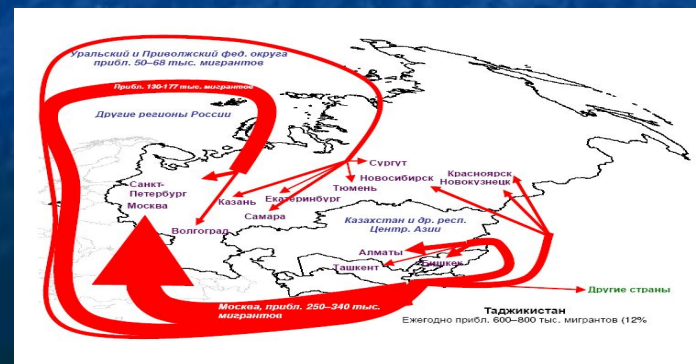 Уральский и Приволжский фед. округа
прибл. 50–68 тыс. мигрантов
Прибл. 130-177 тыс. мигрантов
Другие регионы России
Сургут
Новосибирск
Красноярск
Новокузнецк
Тюмень
Санкт-
Петербург
Москва
Казань
Екатеринбург
Самара
Волгоград
Казахстан и др. респ.
Центр. Азии
Алматы
Ташкент
Бишкек
Другие страны
Москва, прибл. 250–340 тыс.
мигрантов
Таджикистан
Ежегодно прибл. 600–800 тыс. мигрантов (12%